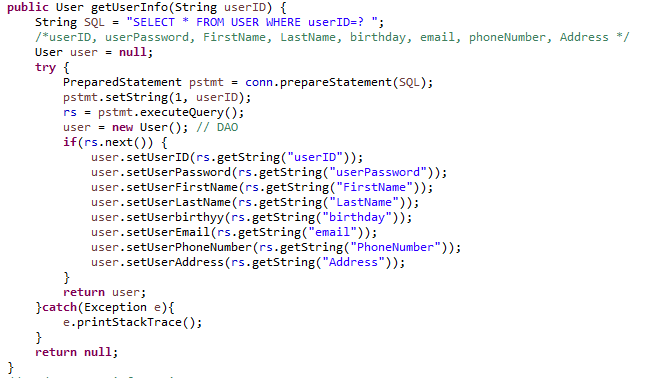 public User getUserInfo(String userID) {
    String SQL = "SELECT * FROM USER WHERE userID=? ";
    /*userID, userPassword, FirstName, LastName, birthday, email, phoneNumber, Address */
    User user = null;
    try {
        PreparedStatement pstmt = conn.prepareStatement(SQL);
        pstmt.setString(1, userID);
        rs = pstmt.executeQuery();
        user = new User(); // DAO
        if(rs.next()) {
            user.setUserID(rs.getString("userID"));
            user.setUserPassword(rs.getString("userPassword"));
            user.setUserFirstName(rs.getString("FirstName"));
            user.setUserLastName(rs.getString("LastName"));
            user.setUserbirthyy(rs.getString("birthday"));
            user.setUserEmail(rs.getString("email"));
            user.setUserPhoneNumber(rs.getString("PhoneNumber"));
            user.setUserAddress(rs.getString("Address"));
        }
        return user;
    }catch(Exception e){
        e.printStackTrace();
    }
    return null;
}